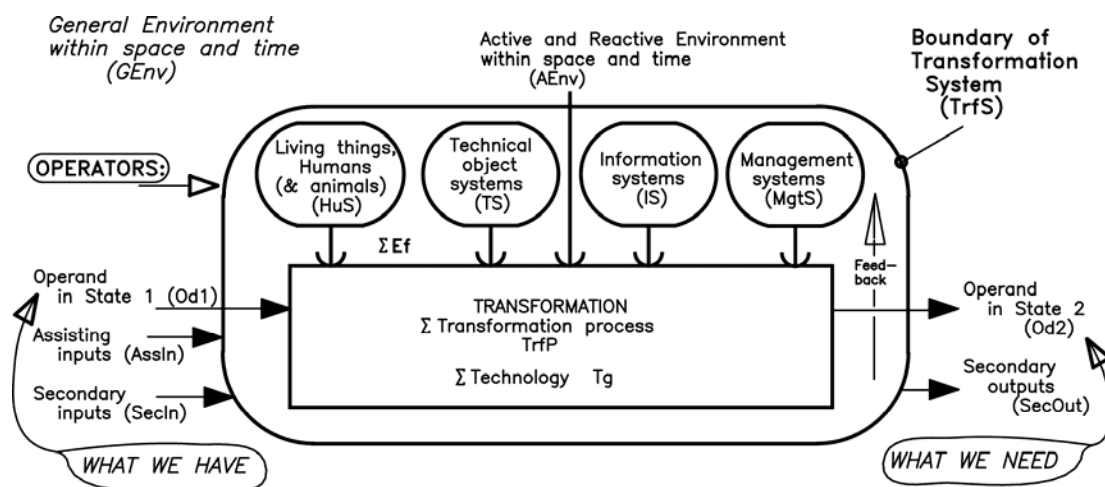 General Environment
within space and time
(GEnv)
Active and Reactive Environment
within space and time
(AEnv)
Boundary of
Transformation
System
(TrfS)
OPERATORS:
Living things,
Humans
(& animals)
(HuS)
Technical
object
systems
(TS)
Information
systems
(IS)
Management
systems
(MgtS)
Σ Ef
Feed-
back
Operand
in State 1 (Od1)
Assisting
inputs (AssIn)
Secondary
inputs (SecIn)
TRANSFORMATION
Σ Transformation process
TrfP
Σ Technology Tg
Operand
in State 2
(Od2)
Secondary
outputs
(SecOut)
WHAT WE HAVE
WHAT WE NEED